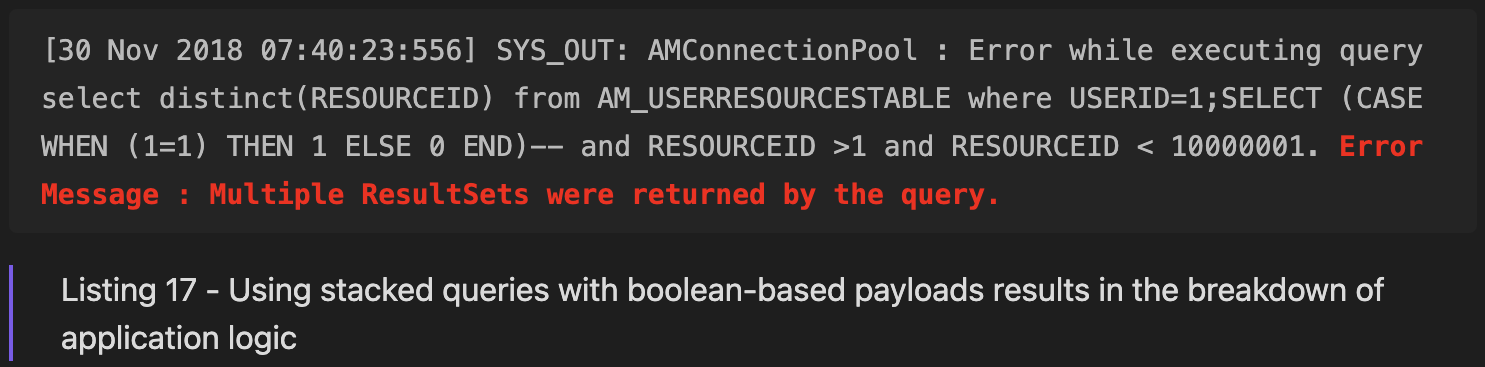 [30 Nov 2018 07:40:23:556] SYS_OUT: AMConnectionPool : Error while executing query
select distinct(RESOURCEID) from AM_USERRESOURCESTABLE where USERID=1;SELECT (CASE
WHEN (1=1) THEN 1 ELSE 0 END)-- and RESOURCEID >1 and RESOURCEID < 10000001. Error
Message : Multiple ResultSets were returned by the query.
Listing 17 - Using stacked queries with boolean-based payloads results in the breakdown of
application logic